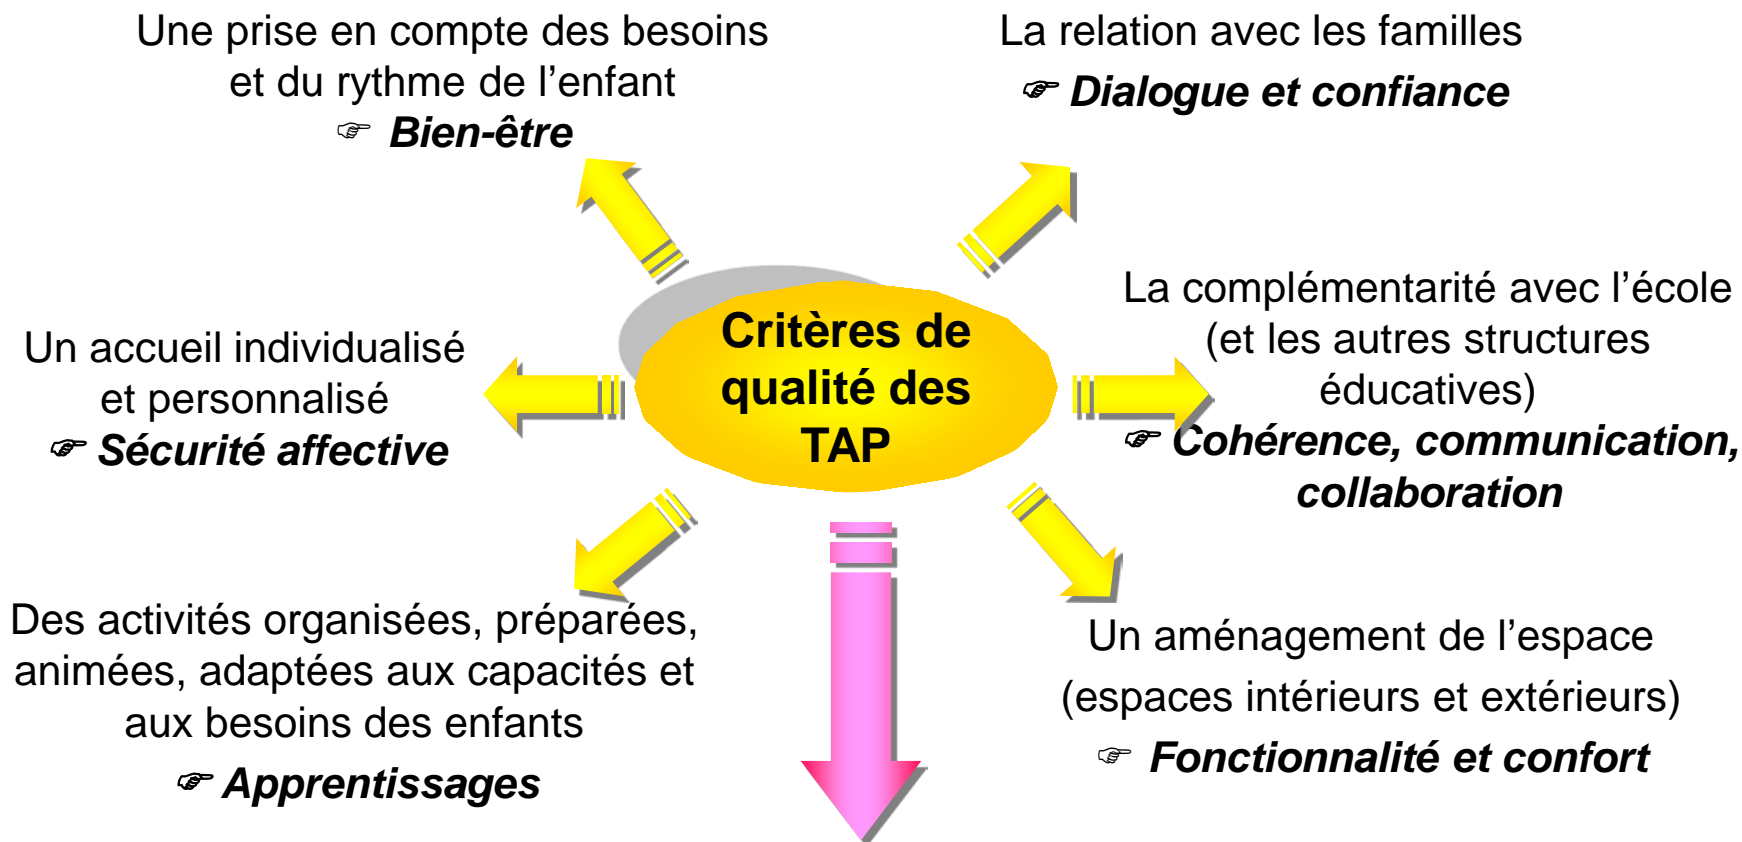 Une prise en compte des besoins
et du rythme de l’enfant
☞ Bien-être
La relation avec les familles
☞ Dialogue et confiance
Un accueil individualisé
et personnalisé
☞ Sécurité affective
Critères de
qualité des
TAP
La complémentarité avec l’école
(et les autres structures
éducatives)
☞ Cohérence, communication,
collaboration
Des activités organisées, préparées,
animées, adaptées aux capacités et
aux besoins des enfants
☞ Apprentissages
Un aménagement de l’espace
(espaces intérieurs et extérieurs)
☞ Fonctionnalité et confort